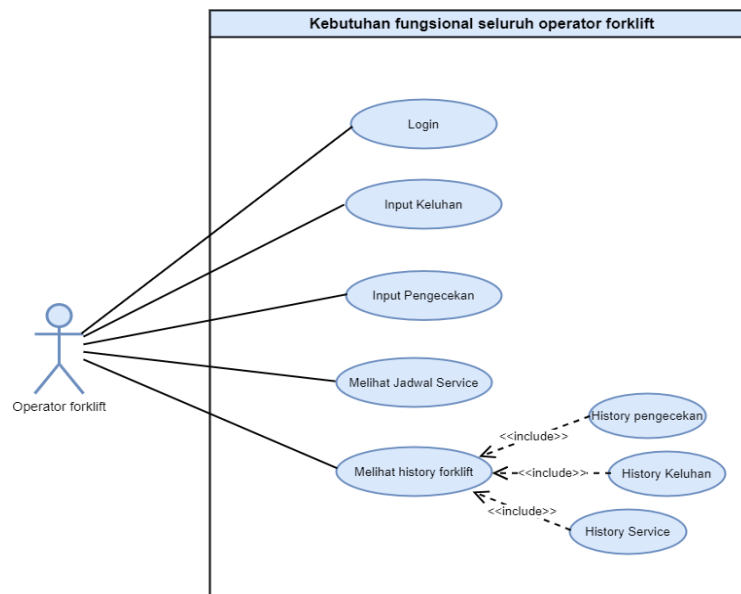 Kebutuhan fungsional seluruh operator forklift
Login
Input Keluhan
Input Pengecekan
Melihat Jadwal Service
Operator forklift
History pengecekan
<<include>>
Melihat history forklift
<<include>>
History Keluhan
<<include>>
History Service